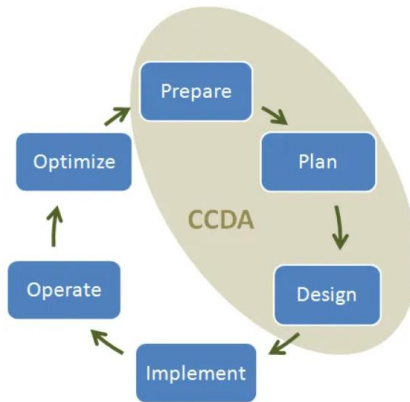 Prepare
Optimize
Plan
CCDA
Operate
Design
Implement